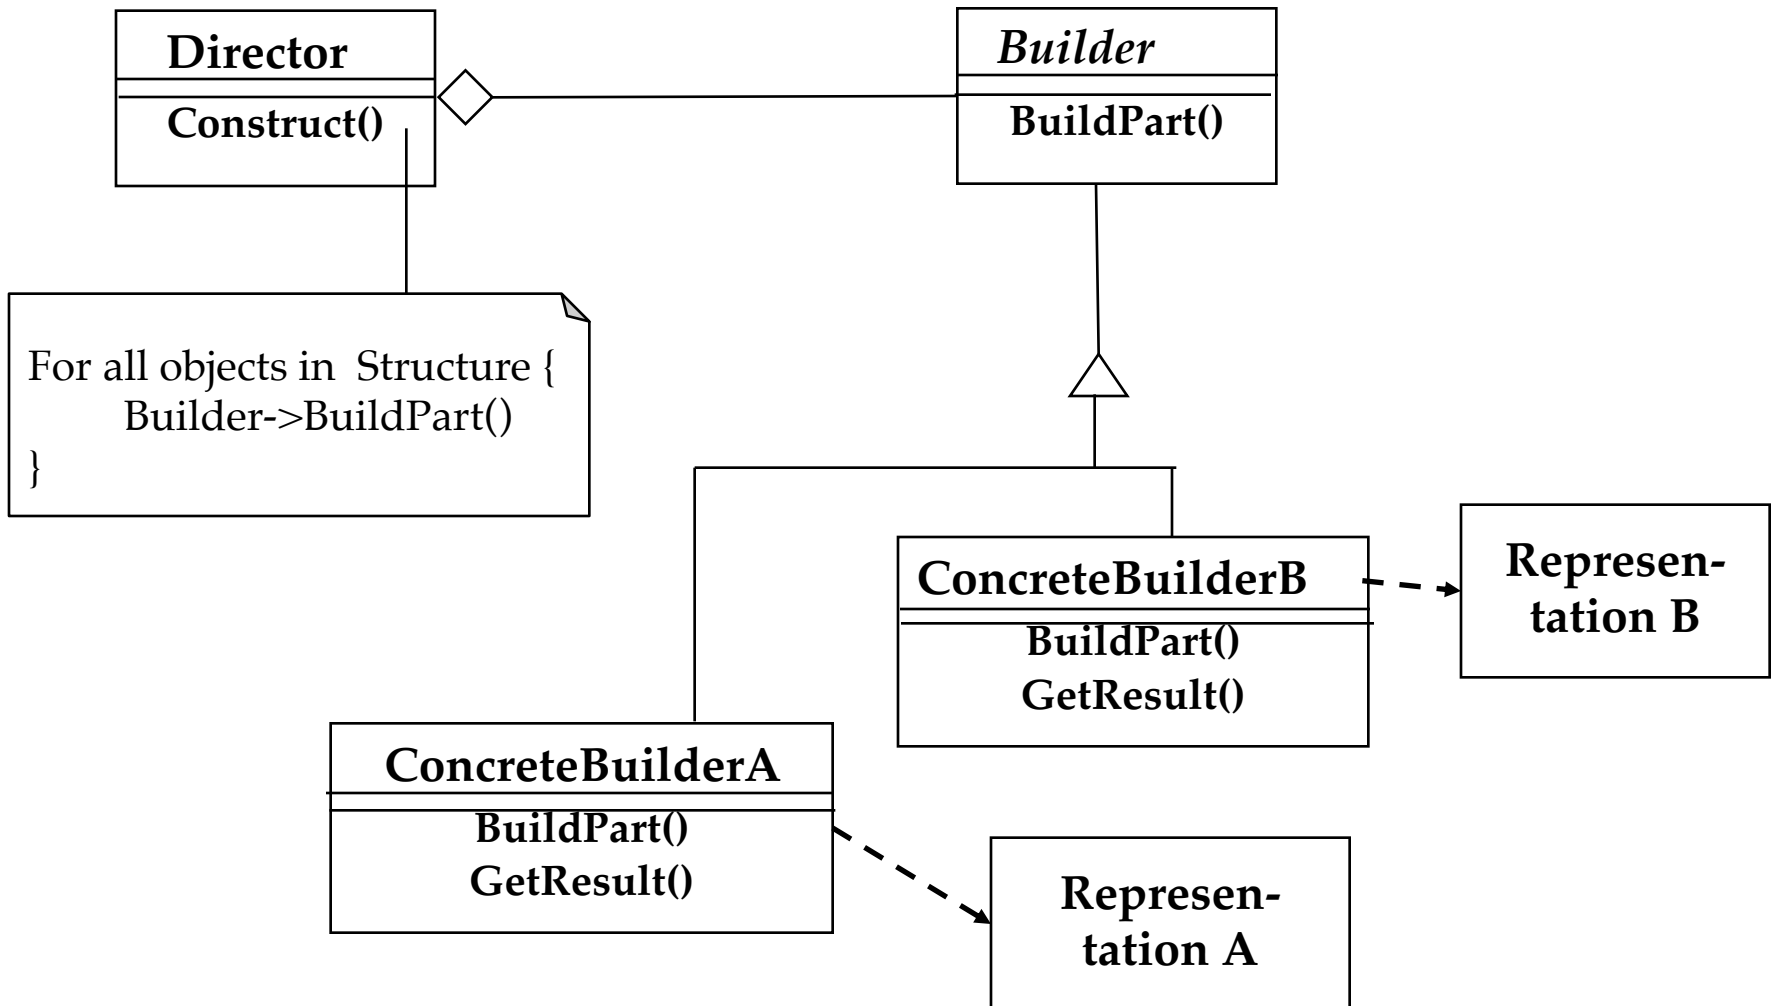 Director
Construct()
Builder
BuildPart()
For all objects in  Structure {
Builder->BuildPart()
}
ConcreteBuilderB
BuildPart()
GetResult()
Represen-
tation B
ConcreteBuilderA
BuildPart()
GetResult()
Represen-
tation A